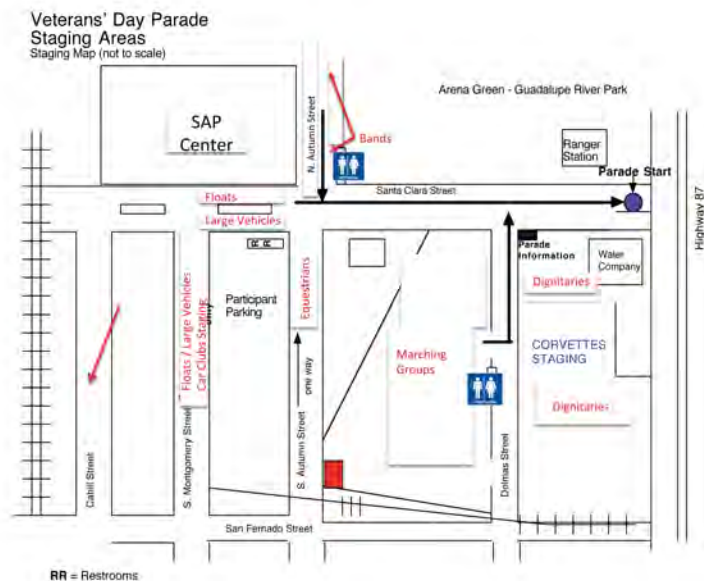 Veterans' Day Parade
Staging Areas
Staging Map (not to scale)
SAP
Center
N. Autumn Street
Bands
Arena Green - Guadalupe River Park
Ranger
Station
Parade Start
Highway 87
Santa Clara Street
Floats
Large Vehicles
R R
Participant
Parking
Floats / Large Vehicles
Car Clubs Staging
Equestrians
Parade
Information
Water
Company
Dignitaries
CORVETTES
STAGING
Dignitaries
Marching
Groups
one way
S. Autumn Street
S. Montgomery Street
Cahill Street
Delmas Street
San Fernado Street
RR = Restrooms